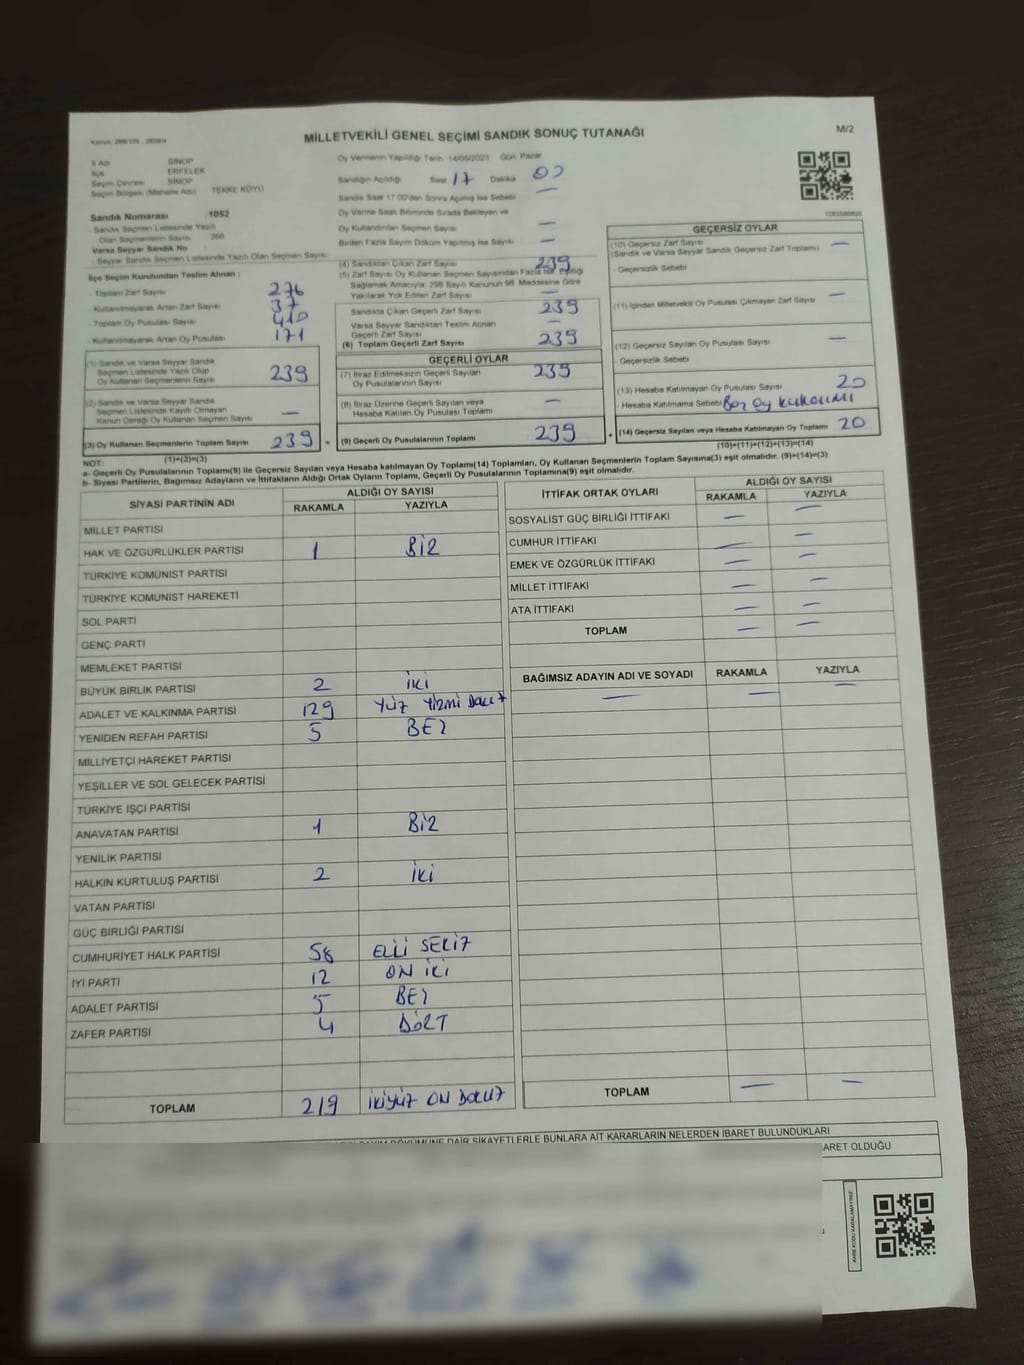 MİLLETVEKİLİ GENEL SEÇİMİ SANDIK SONUÇ TUTANAĞI
M/2
İl Adı SİNOP
İlçe ERFELEK
Seçim Çevresi SİNOP
Seçim Bölgesi (Mahalle Adı) TEKKE KÖYÜ
Sandık Numarası : 1052
- Sandık Seçmen Listesinde Yazılı
Olan Seçmenlerin Sayısı 266
Varsa Seyyar Sandık No
- Seyyar Sandık Seçmen Listesinde Yazılı Olan Seçmen Sayısı
İlçe Seçim Kurulundan Teslim Alınan :
- Toplam Zarf Sayısı 276
- Kullanılmayarak Artan Zarf Sayısı 37
- Toplam Oy Pusulası Sayısı 410
- Kullanılmayarak Artan Oy Pusulası 171
(1) Sandık ve Varsa Seyyar Sandık
Seçmen Listesinde Yazılı Olup
Oy Kullanan Seçmenlerin Sayısı 239
(2) Sandık ve Varsa Seyyar Sandık
Seçmen Listesinde Kayıtlı Olmayan
Kanun Gereği Oy Kullanan Seçmen Sayısı —
(3) Oy Kullanan Seçmenlerin Toplam Sayısı 239 =
(1)+(2)=(3)
Oy Vermenin Yapıldığı Tarih 14/05/2023 Gün Pazar
Sandığın Açıldığı Saat 17 Dakika
Sandık Saat 17.00'den Sonra Açılmış İse Sebebi —
Oy Verme Saati Bitiminde Sırada Bekleyen ve
Oy Kullandırılan Seçmen Sayısı —
Birden Fazla Sayım Döküm Yapılmış İse Sayısı —
(4) Sandıktan Çıkan Zarf Sayısı 239
(5) Zarf Sayısı Oy Kullanan Seçmen Sayısından Fazla İse, Eşitliği
Sağlamak Amacıyla, 298 Sayılı Kanunun 98. Maddesine Göre
Yakılarak Yok Edilen Zarf Sayısı —
Sandıkta Çıkan Geçerli Zarf Sayısı 239
Varsa Seyyar Sandıktan Teslim Alınan
Geçerli Zarf Sayısı —
(6) Toplam Geçerli Zarf Sayısı 239
GEÇERLİ OYLAR
(7) İtiraz Edilmeksizin Geçerli Sayılan
Oy Pusulalarının Sayısı 239
(8) İtiraz Üzerine Geçerli Sayılan veya
Hesaba Katılan Oy Pusulası Toplamı —
(9) Geçerli Oy Pusulalarının Toplamı 239 +
GEÇERSİZ OYLAR
(10) Geçersiz Zarf Sayısı
(Sandık ve Varsa Seyyar Sandık Geçersiz Zarf Toplamı) —
- Geçersizlik Sebebi
(11) İçinden Milletvekili Oy Pusulası Çıkmayan Zarf Sayısı —
(12) Geçersiz Sayılan Oy Pusulası Sayısı —
- Geçersizlik Sebebi
(13) Hesaba Katılmayan Oy Pusulası Sayısı 20
- Hesaba Katılmama Sebebi
(14) Geçersiz Sayılan veya Hesaba Katılmayan Oy Toplamı 20
(10)+(11)+(12)+(13)=(14)
NOT:
a- Geçerli Oy Pusulalarının Toplamı(9) ile Geçersiz Sayılan veya Hesaba katılmayan Oy Toplamı(14) Toplamları, Oy Kullanan Seçmenlerin Toplam Sayısına(3) eşit olmalıdır. (9)+(14)=(3)
b- Siyasi Partilerin, Bağımsız Adayların ve İttifakların Aldığı Ortak Oyların Toplamı, Geçerli Oy Pusulalarının Toplamına(9) eşit olmalıdır.
SİYASİ PARTİNİN ADI ALDIĞI OY SAYISI
RAKAMLA YAZIYLA
MİLLET PARTİSİ
HAK VE ÖZGÜRLÜKLER PARTİSİ 1 BİR
TÜRKİYE KOMÜNİST PARTİSİ
TÜRKİYE KOMÜNİST HAREKETİ
SOL PARTİ
GENÇ PARTİ
MEMLEKET PARTİSİ
BÜYÜK BİRLİK PARTİSİ 2 İKİ
ADALET VE KALKINMA PARTİSİ 129 YÜZ YİRMİ DOKUZ
YENİDEN REFAH PARTİSİ 5 BEŞ
MİLLİYETÇİ HAREKET PARTİSİ
YEŞİLLER VE SOL GELECEK PARTİSİ
TÜRKİYE İŞÇİ PARTİSİ
ANAVATAN PARTİSİ 1 BİR
YENİLİK PARTİSİ
HALKIN KURTULUŞ PARTİSİ 2 İKİ
VATAN PARTİSİ
GÜÇ BİRLİĞİ PARTİSİ
CUMHURİYET HALK PARTİSİ 58 ELLİ SEKİZ
İYİ PARTİ 12 ON İKİ
ADALET PARTİSİ 5 BEŞ
ZAFER PARTİSİ 4 DÖRT
TOPLAM 219 İKİYÜZ ON DOKUZ
İTTİFAK ORTAK OYLARI ALDIĞI OY SAYISI
RAKAMLA YAZIYLA
SOSYALİST GÜÇ BİRLİĞİ İTTİFAKI — —
CUMHUR İTTİFAKI — —
EMEK VE ÖZGÜRLÜK İTTİFAKI — —
MİLLET İTTİFAKI — —
ATA İTTİFAKI — —
TOPLAM — —
BAĞIMSIZ ADAYIN ADI VE SOYADI RAKAMLA YAZIYLA
— — —
TOPLAM — —
SAYIM DÖKÜMÜNE DAİR ŞİKAYETLERLE BUNLARA AİT KARARLARIN NELERDEN İBARET BULUNDUKLARI
BARET OLDUĞU
KARE KODU KARALAMAYINIZ